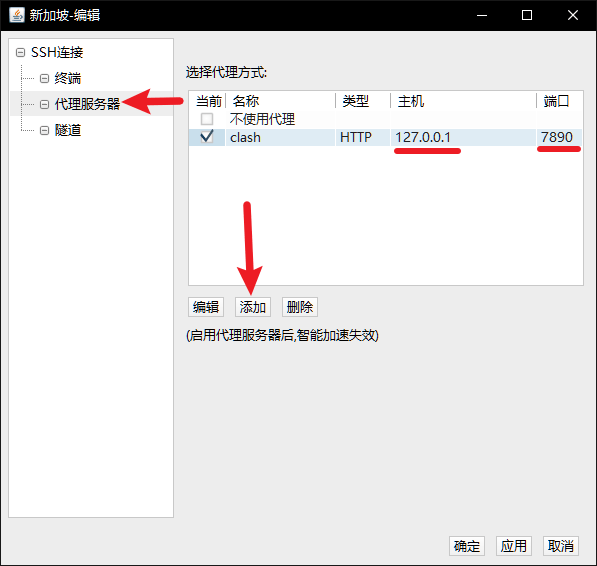 新加坡-编辑
SSH连接
终端
代理服务器
隧道
选择代理方式:
当前 名称 类型 主机 端口
不使用代理
clash HTTP 127.0.0.1 7890
编辑 添加 删除
(启用代理服务器后,智能加速失效)
确定 应用 取消